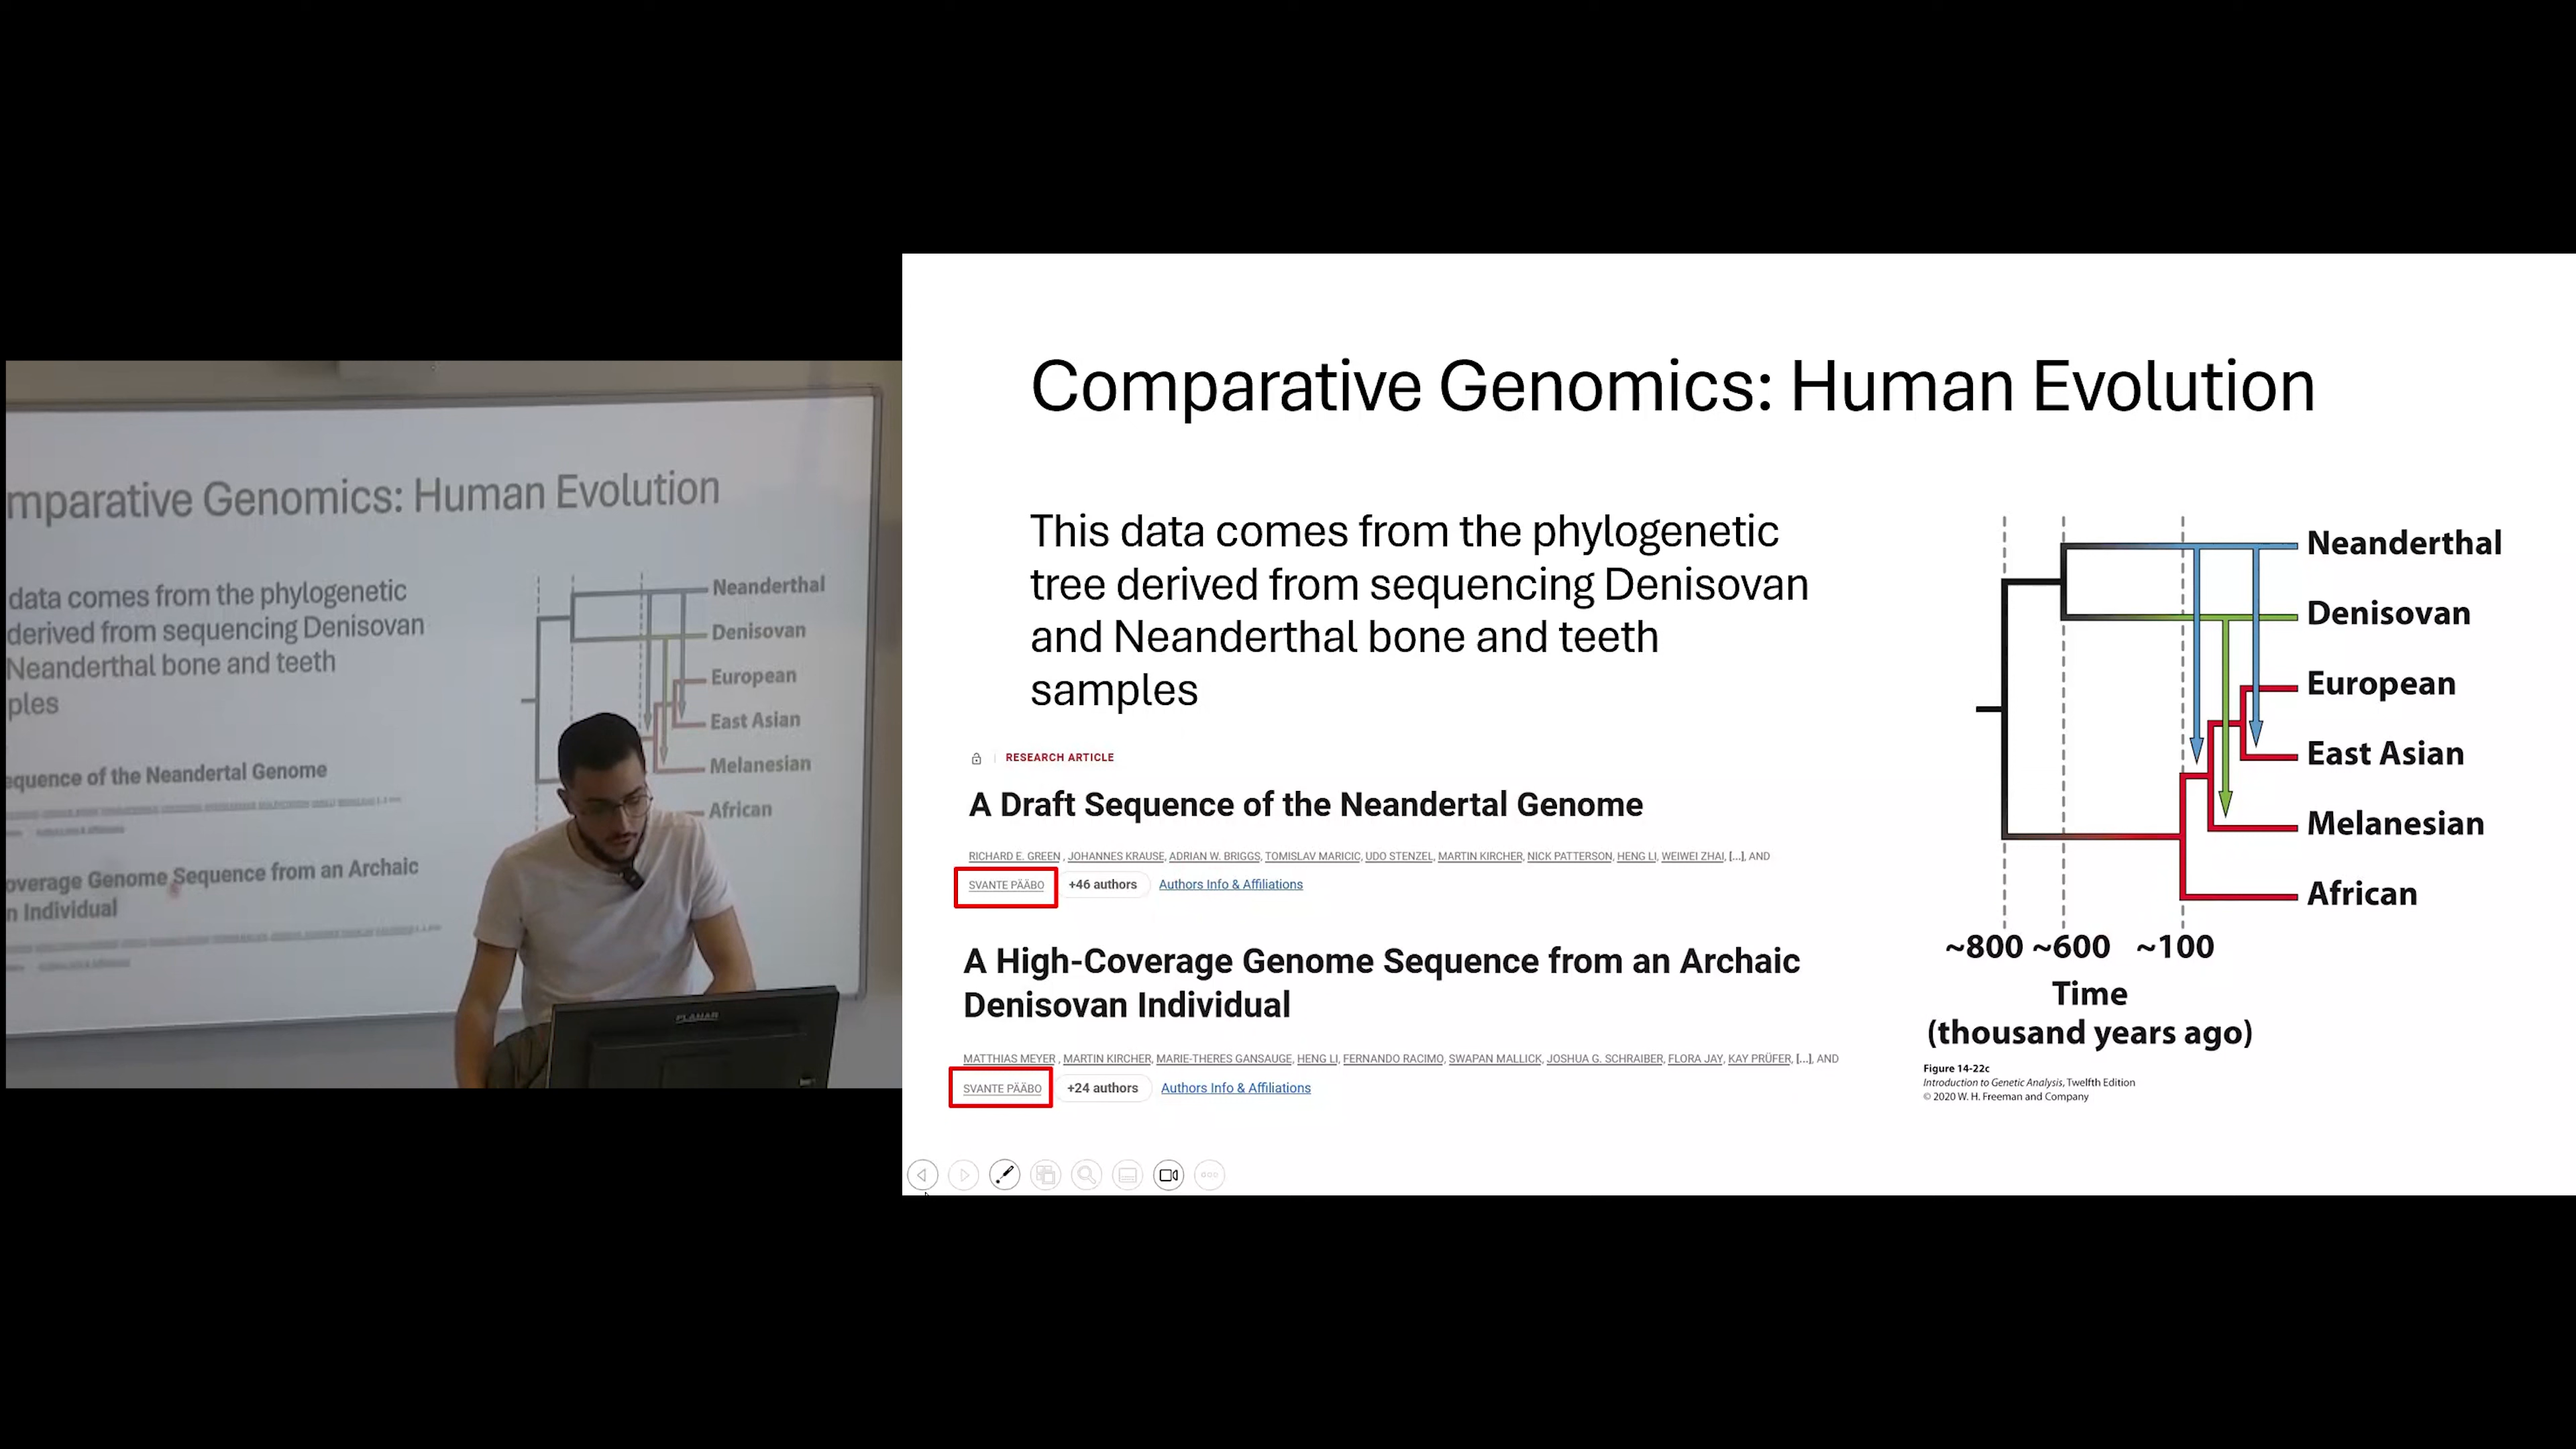 mparative Genomics: Human Evolution
data comes from the phylogenetic
derived from sequencing Denisovan
Neanderthal bone and teeth
ples
equence of the Neandertal Genome
overage Genome Sequence from an Archaic
n Individual
Neanderthal
Denisovan
European
East Asian
Melanesian
African
PLANAR
Comparative Genomics: Human Evolution
This data comes from the phylogenetic
tree derived from sequencing Denisovan
and Neanderthal bone and teeth
samples
RESEARCH ARTICLE
A Draft Sequence of the Neandertal Genome
RICHARD E. GREEN , JOHANNES KRAUSE, ADRIAN W. BRIGGS, TOMISLAV MARICIC, UDO STENZEL, MARTIN KIRCHER, NICK PATTERSON, HENG LI, WEIWEI ZHAI, [...], AND
SVANTE PÄÄBO +46 authors Authors Info & Affiliations
A High-Coverage Genome Sequence from an Archaic
Denisovan Individual
MATTHIAS MEYER , MARTIN KIRCHER, MARIE-THERES GANSAUGE, HENG LI, FERNANDO RACIMO, SWAPAN MALLICK, JOSHUA G. SCHRAIBER, FLORA JAY, KAY PRÜFER, [...], AND
SVANTE PÄÄBO +24 authors Authors Info & Affiliations
Neanderthal
Denisovan
European
East Asian
Melanesian
African
~800 ~600 ~100
Time
(thousand years ago)
Figure 14-22c
Introduction to Genetic Analysis, Twelfth Edition
© 2020 W. H. Freeman and Company